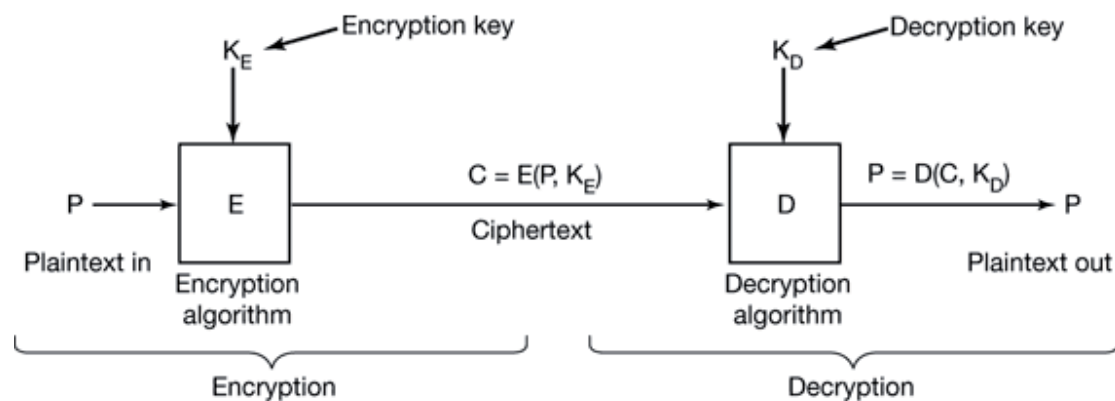 Encryption key
K_E
Decryption key
K_D
P
E
C = E(P, K_E)
D
P = D(C, K_D)
P
Plaintext in
Ciphertext
Plaintext out
Encryption
algorithm
Decryption
algorithm
Encryption
Decryption